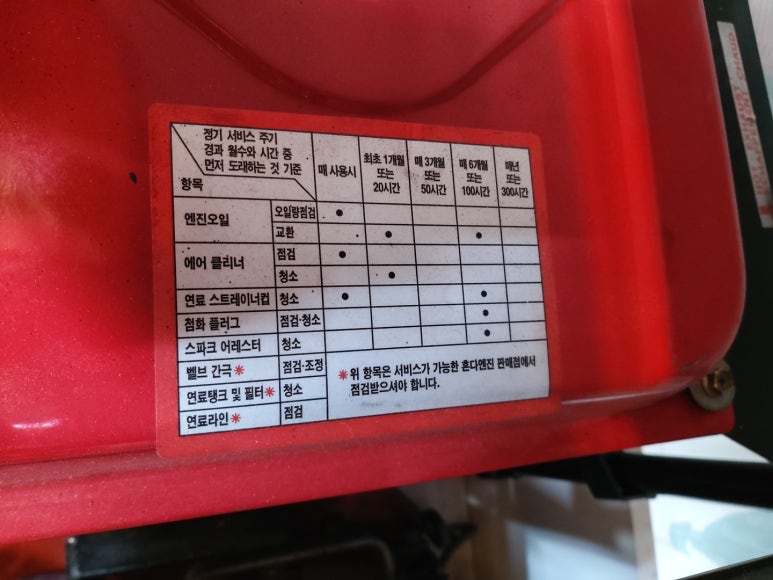 정기 서비스 주기
경과 월수와 시간 중
먼저 도래하는 것 기준
항목
매 사용시
최초 1개월
또는
20시간
매 3개월
또는
50시간
매 6개월
또는
100시간
매년
또는
300시간
엔진오일
오일량점검 ●
교환 ● ●
에어 클리너
점검 ●
청소 ●
연료 스트레이너컵 청소 ● ●
첨화 플러그 점검·청소 ●
스파크 어레스터 청소 ●
벨브 간극✳ 점검·조정
연료탱크 및 필터✳ 청소
연료라인✳ 점검
✳위 항목은 서비스가 가능한 혼다엔진 판매점에서
점검받으셔야 합니다.